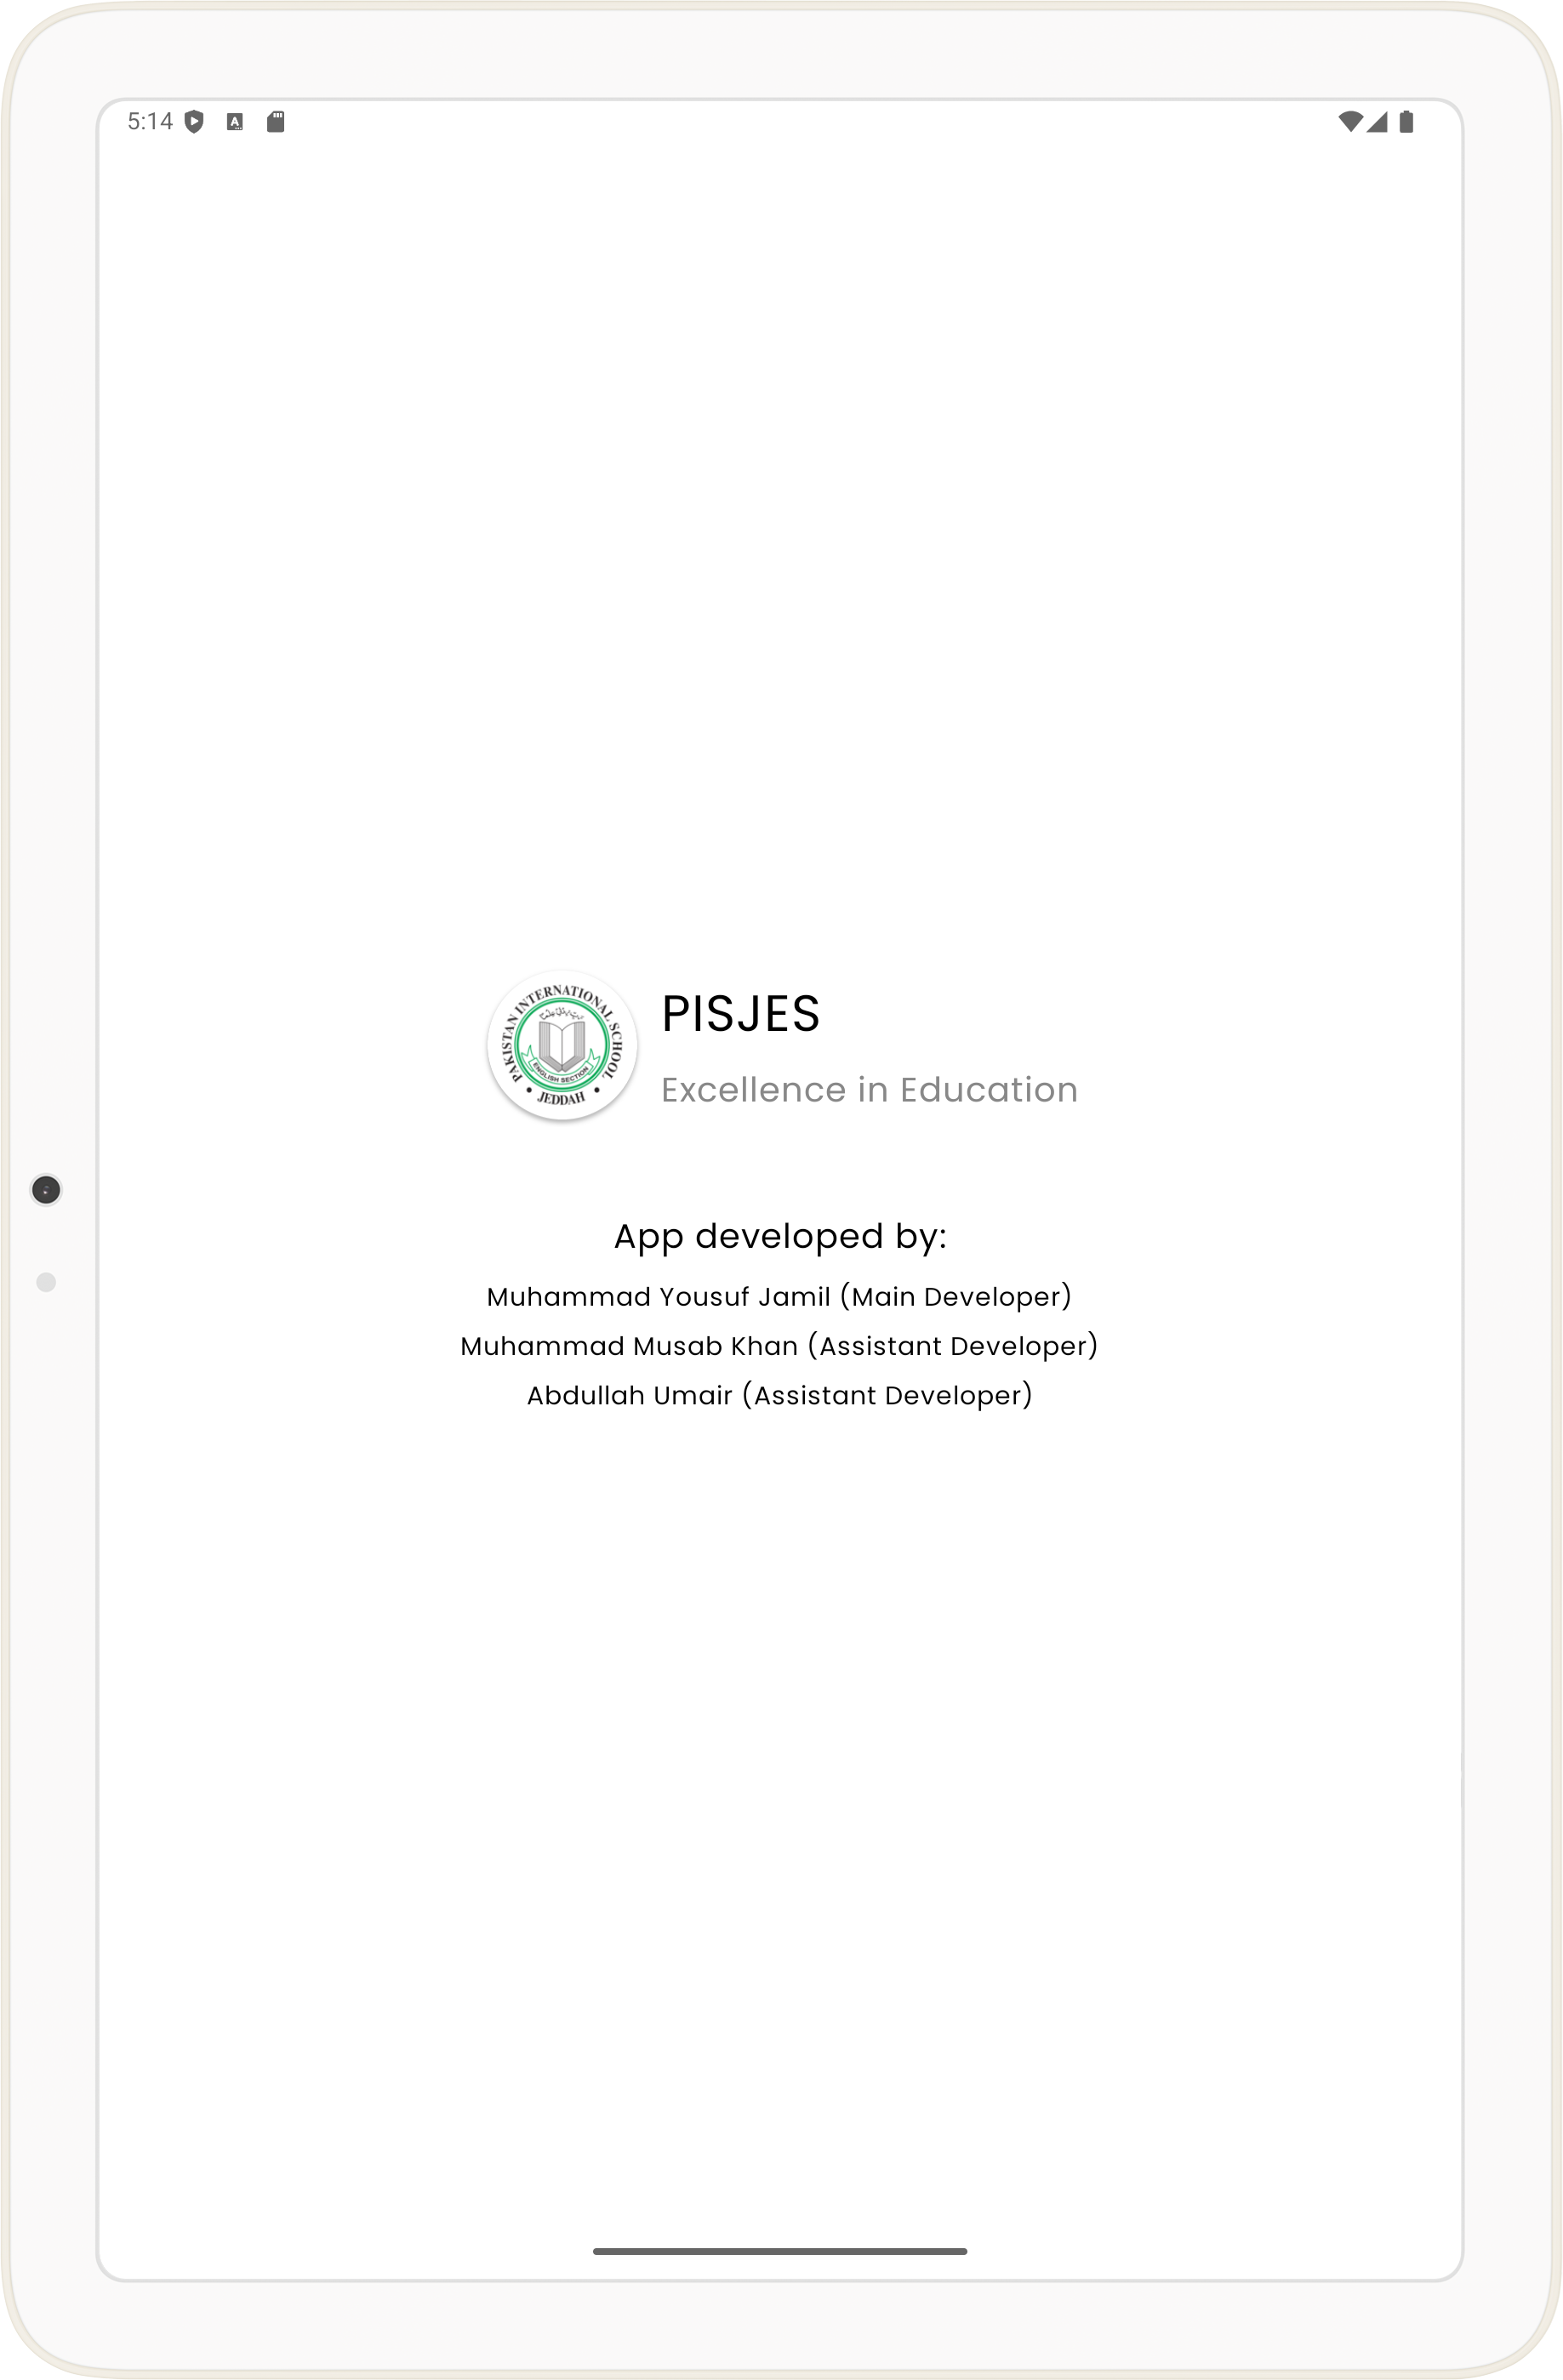 5:14
PAKISTAN INTERNATIONAL SCHOOL
ENGLISH SECTION
• JEDDAH •
PISJES
Excellence in Education
App developed by:
Muhammad Yousuf Jamil (Main Developer)
Muhammad Musab Khan (Assistant Developer)
Abdullah Umair (Assistant Developer)